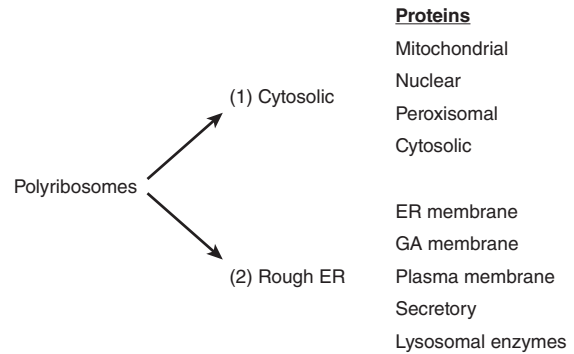 Proteins
Mitochondrial
Nuclear
(1) Cytosolic
Peroxisomal
Cytosolic
Polyribosomes
ER membrane
GA membrane
(2) Rough ER
Plasma membrane
Secretory
Lysosomal enzymes